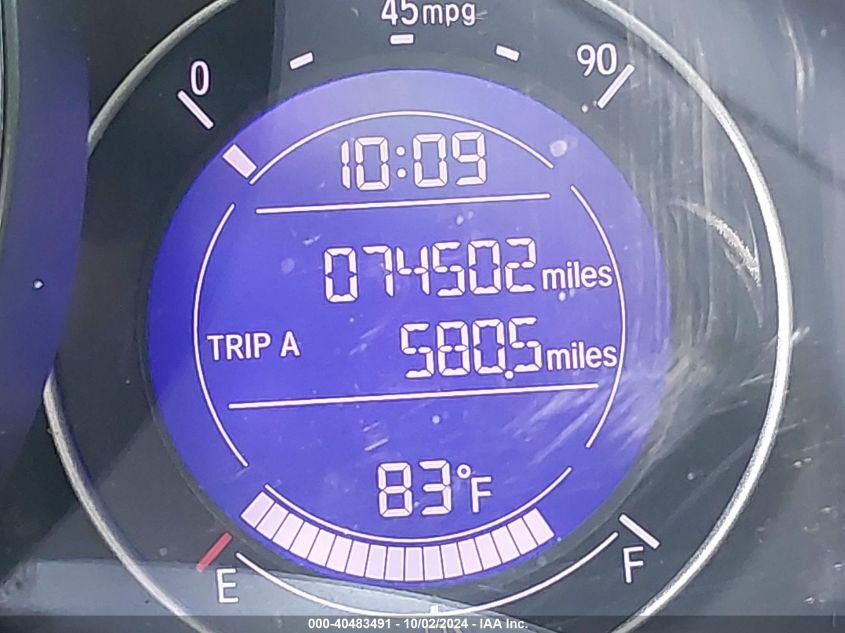 45mpg
0 90
10:09
074502 miles
TRIP A 580.5 miles
83°F
E F
000-40483491 - 10/02/2024 - IAA Inc.